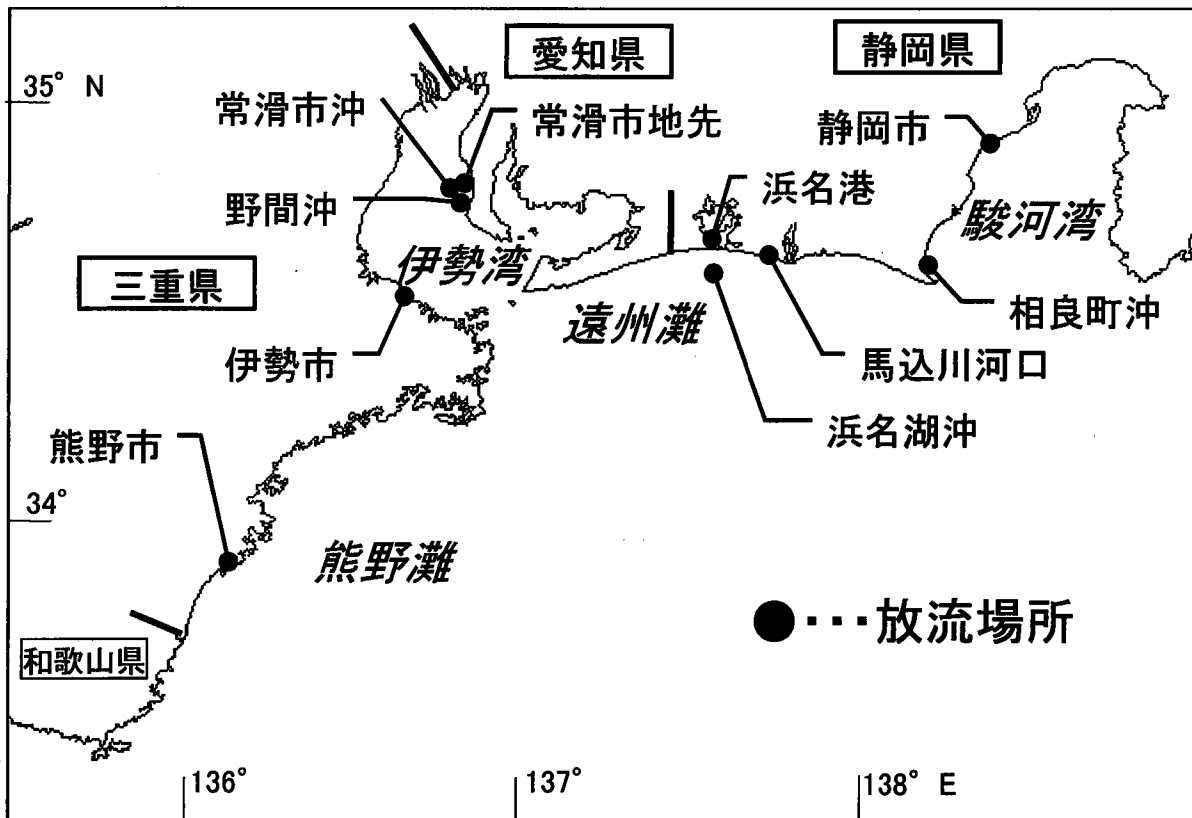 愛知県
静岡県
35° N
常滑市沖
常滑市地先
静岡市
野間沖
浜名港
駿河湾
伊勢湾
三重県
遠州灘
相良町沖
伊勢市
馬込川河口
浜名湖沖
熊野市
34°
熊野灘
●･･･放流場所
和歌山県
136°
137°
138° E